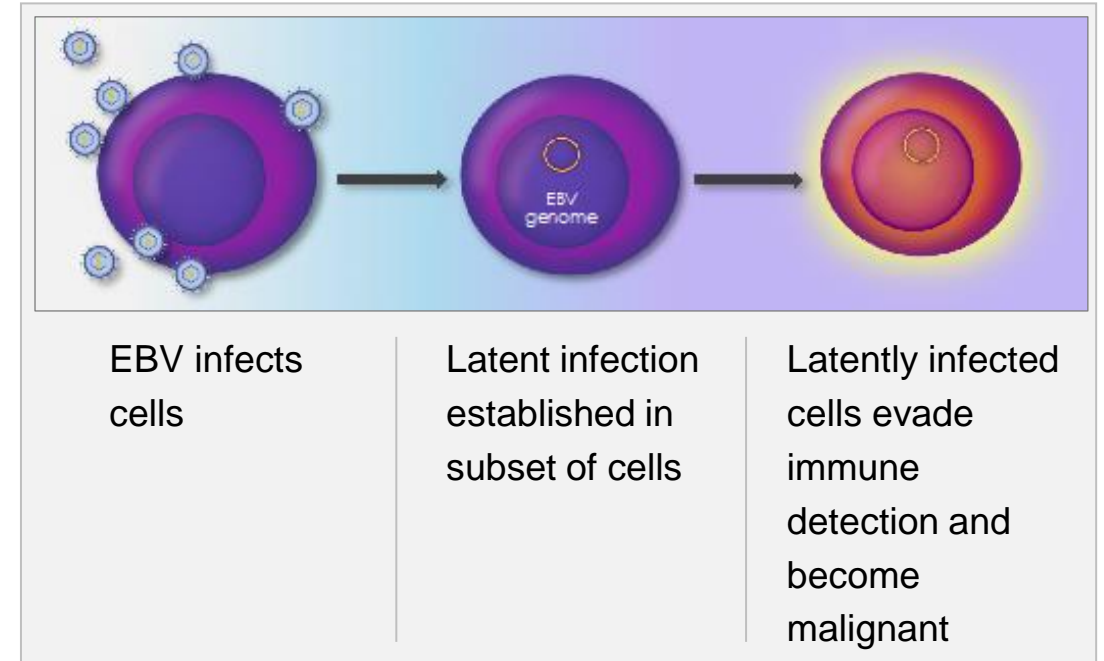 EBV
genome
EBV infects
cells
Latent infection
established in
subset of cells
Latently infected
cells evade
immune
detection and
become
malignant